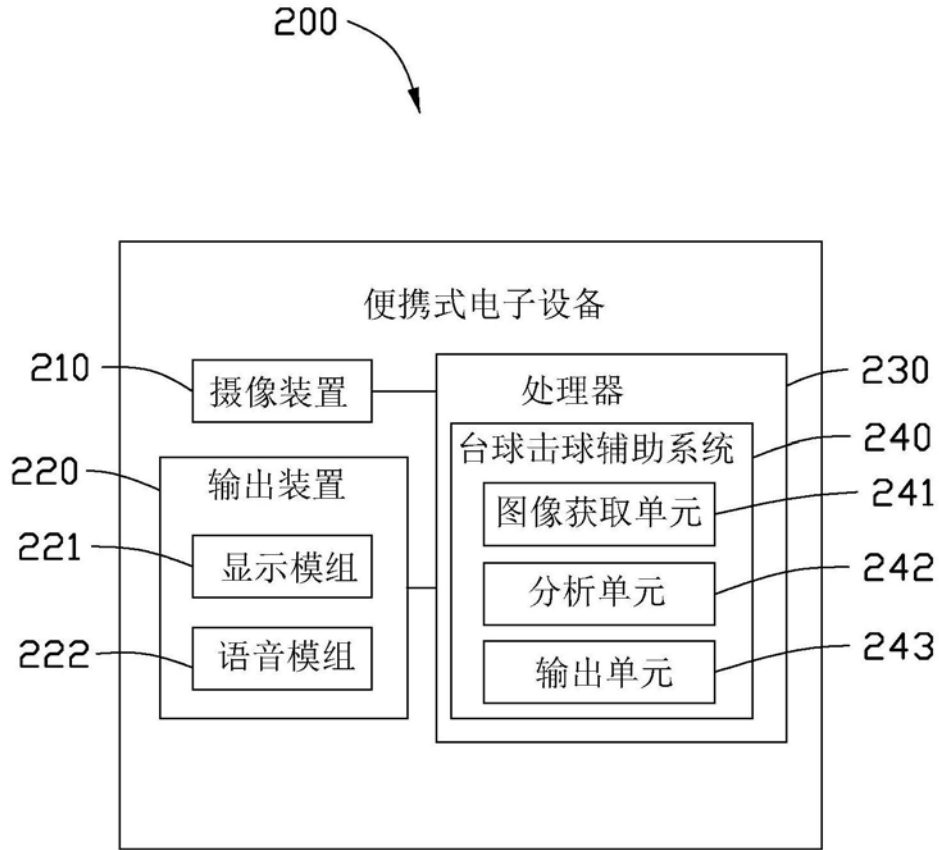 200
便携式电子设备
210
摄像装置
处理器
230
台球击球辅助系统
240
220
输出装置
图像获取单元
241
221
显示模组
分析单元
242
222
语音模组
输出单元
243